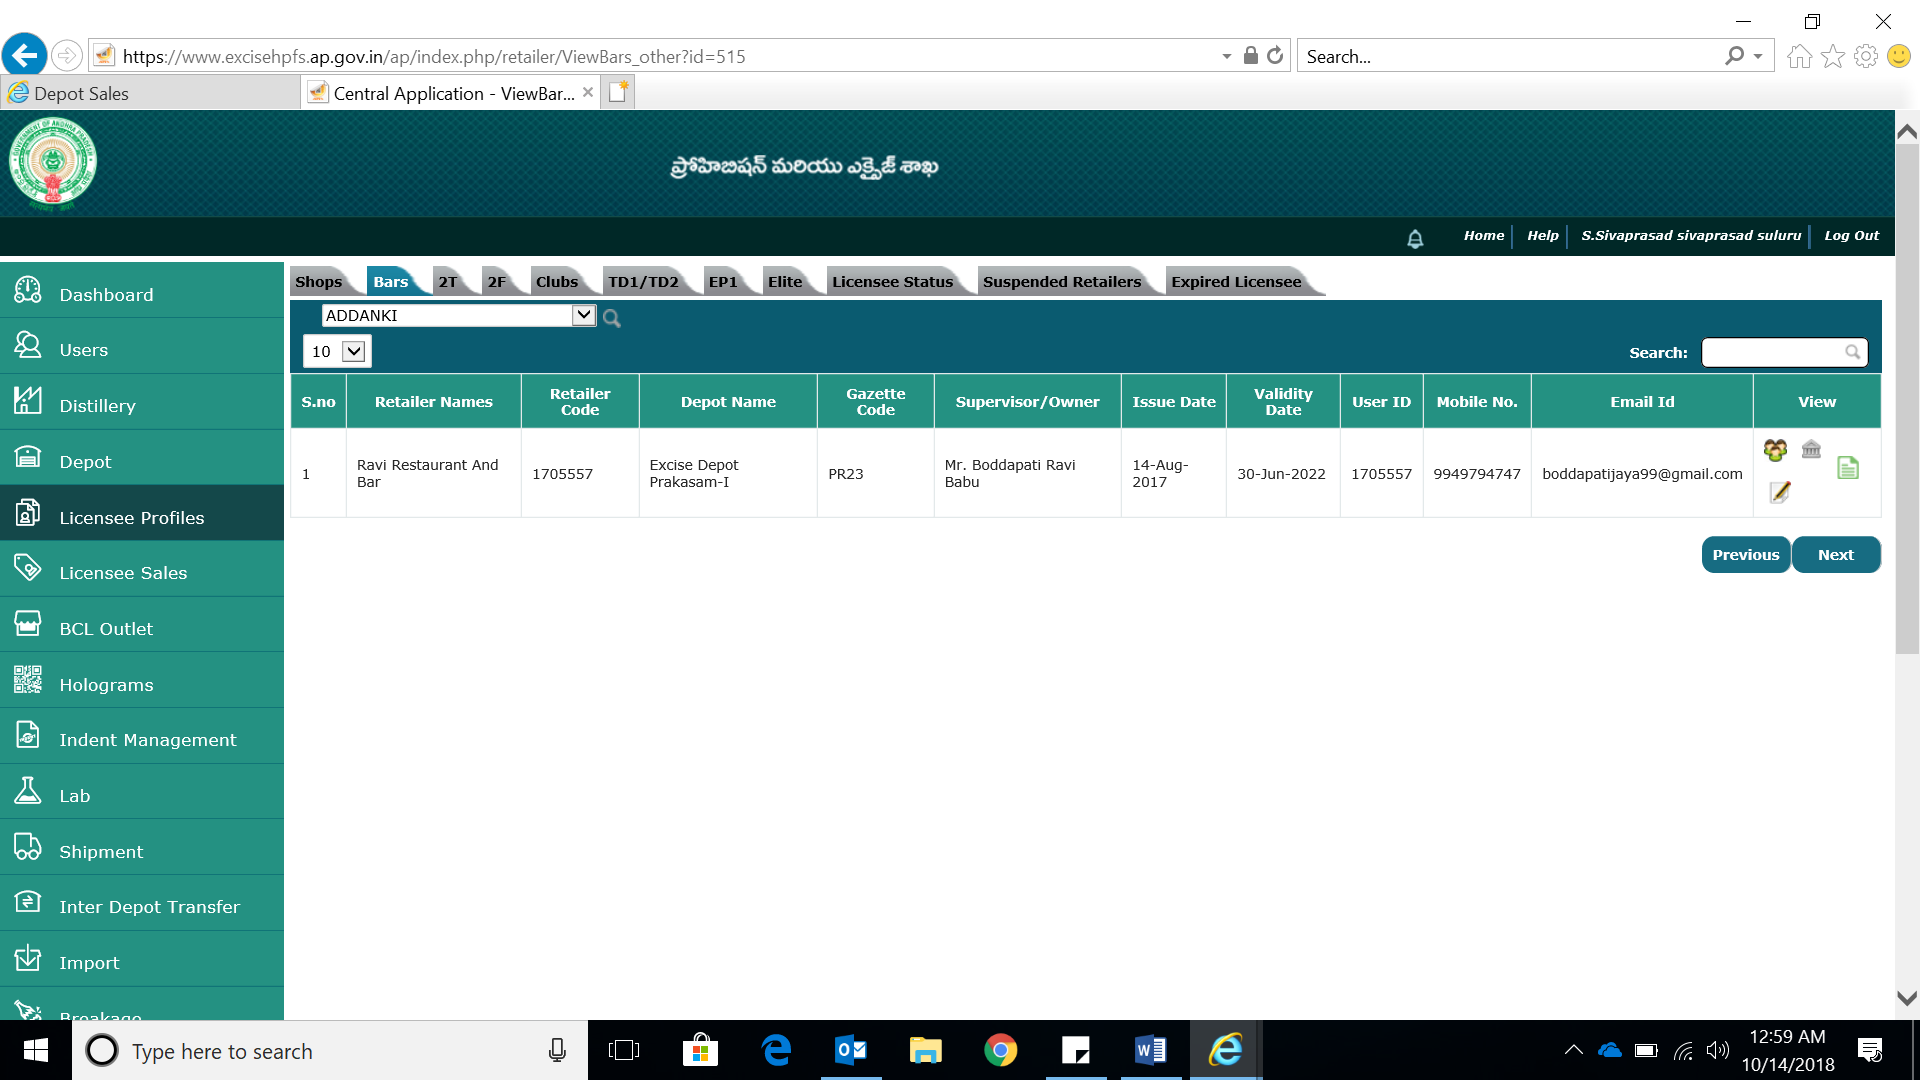 https://www.excisehpfs.ap.gov.in/ap/index.php/retailer/ViewBars_other?id=515
Search...
Depot Sales
Central Application - ViewBar...
ప్రోహిబిషన్ మరియు ఎక్సైజ్ శాఖ
Home
Help
S.Sivaprasad sivaprasad suluru
Log Out
Dashboard
Users
Distillery
Depot
Licensee Profiles
Licensee Sales
BCL Outlet
Holograms
Indent Management
Lab
Shipment
Inter Depot Transfer
Import
Breakage
Shops
Bars
2T
2F
Clubs
TD1/TD2
EP1
Elite
Licensee Status
Suspended Retailers
Expired Licensee
ADDANKI
10
Search:
S.no
Retailer Names
Retailer
Code
Depot Name
Gazette
Code
Supervisor/Owner
Issue Date
Validity
Date
User ID
Mobile No.
Email Id
View
1
Ravi Restaurant And
Bar
1705557
Excise Depot
Prakasam-I
PR23
Mr. Boddapati Ravi
Babu
14-Aug-
2017
30-Jun-2022
1705557
9949794747
boddapatijaya99@gmail.com
Previous
Next
Type here to search
12:59 AM
10/14/2018